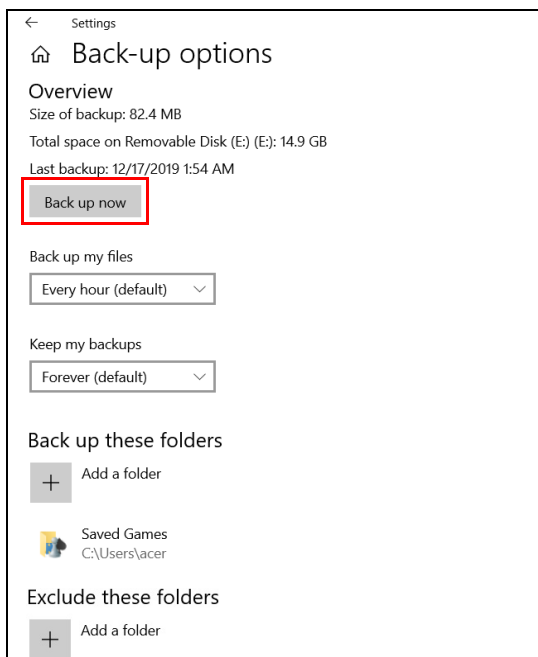 Settings
Back-up options
Overview
Size of backup: 82.4 MB
Total space on Removable Disk (E:) (E:): 14.9 GB
Last backup: 12/17/2019 1:54 AM
Back up now
Back up my files
Every hour (default)
Keep my backups
Forever (default)
Back up these folders
Add a folder
Saved Games
C:\Users\acer
Exclude these folders
Add a folder